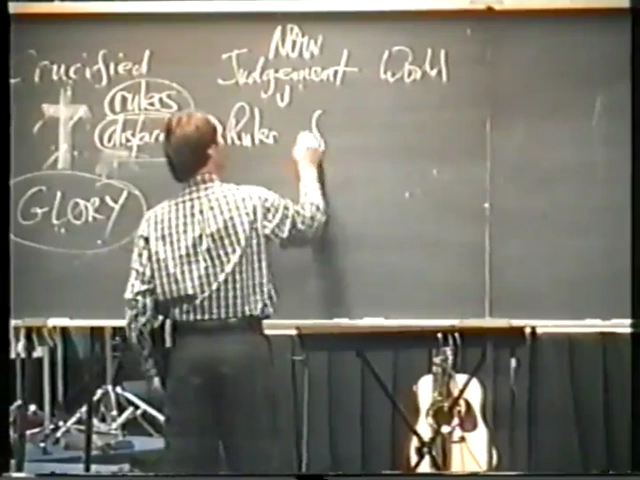 Crucified
NOW
Judgement World
rulers
Ruler
GLORY